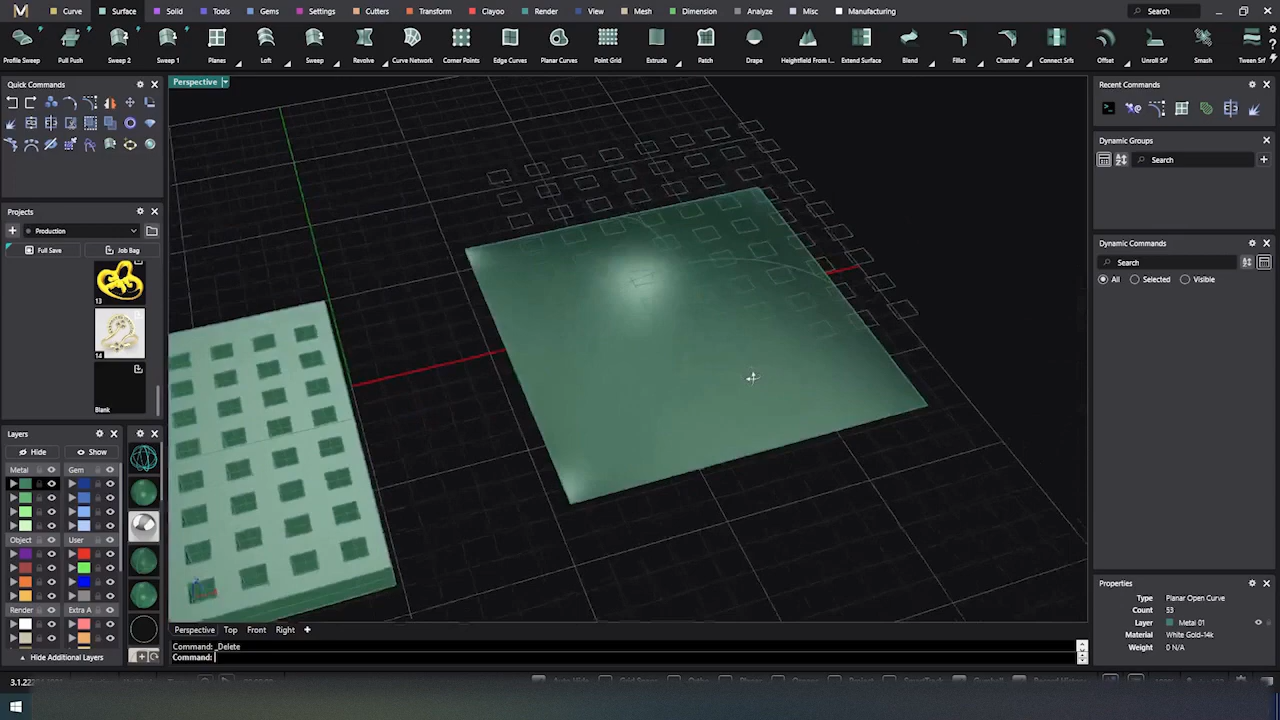 Curve Surface Solid Tools Gems Settings Cutters Transform Clayoo Render View Mesh Dimension Analyze Misc Manufacturing Search
Profile Sweep Pull Push Sweep 2 Sweep 1 Planes Loft Sweep Revolve Curve Network Corner Points Edge Curves Planar Curves Point Grid Extrude Patch Drape Heightfield From I... Extend Surface Blend Fillet Chamfer Connect Srfs Offset Unroll Srf Smash Tween Srf
Quick Commands
Projects
Production
Full Save Job Bag
13
14
Blank
Layers
Hide Show
Metal Gem
Object User
Render Extra A
Hide Additional Layers
Perspective
Perspective Top Front Right
Command: _Delete
Command:
Recent Commands
Dynamic Groups
Search
Dynamic Commands
Search
All Selected Visible
Properties
Type Planar Open Curve
Count 53
Layer Metal 01
Material White Gold-14k
Weight 0 N/A